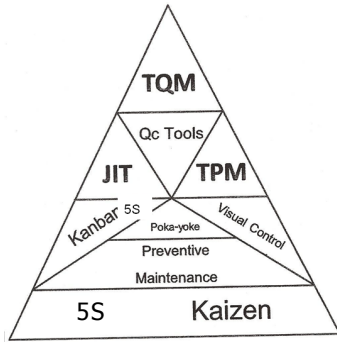 TQM
Qc Tools
JIT
TPM
Kanbar 5S
Poka-yoke
Visual Control
Preventive
Maintenance
5S Kaizen